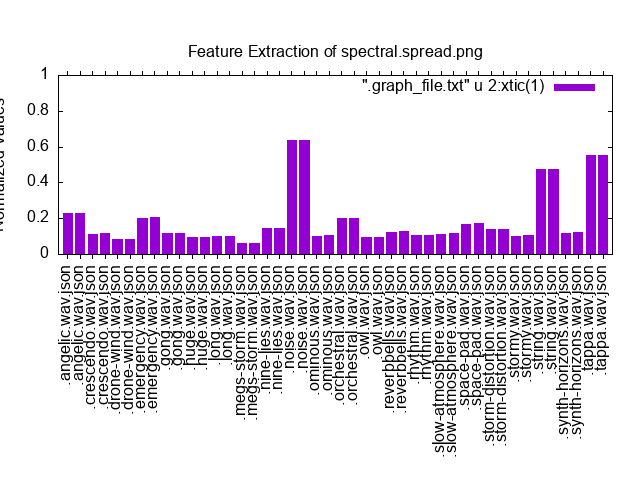 Feature Extraction of spectral.spread.png
".graph_file.txt" u 2:xtic(1)
Normalized Values
1
0.8
0.6
0.4
0.2
0
.angelic.wav.json
.angelic.wav.json
.crescendo.wav.json
.crescendo.wav.json
.drone-wind.wav.json
.drone-wind.wav.json
.emergency.wav.json
.emergency.wav.json
.gong.wav.json
.gong.wav.json
.huge.wav.json
.huge.wav.json
.long.wav.json
.long.wav.json
.megs-storm.wav.json
.megs-storm.wav.json
.nine-lies.wav.json
.nine-lies.wav.json
.noise.wav.json
.noise.wav.json
.ominous.wav.json
.ominous.wav.json
.orchestral.wav.json
.orchestral.wav.json
.owl.wav.json
.owl.wav.json
.reverbbells.wav.json
.reverbbells.wav.json
.rhythm.wav.json
.rhythm.wav.json
.slow-atmosphere.wav.json
.slow-atmosphere.wav.json
.space-pad.wav.json
.space-pad.wav.json
.storm-distortion.wav.json
.storm-distortion.wav.json
.stormy.wav.json
.stormy.wav.json
.string.wav.json
.string.wav.json
.synth-horizons.wav.json
.synth-horizons.wav.json
.tappa.wav.json
.tappa.wav.json